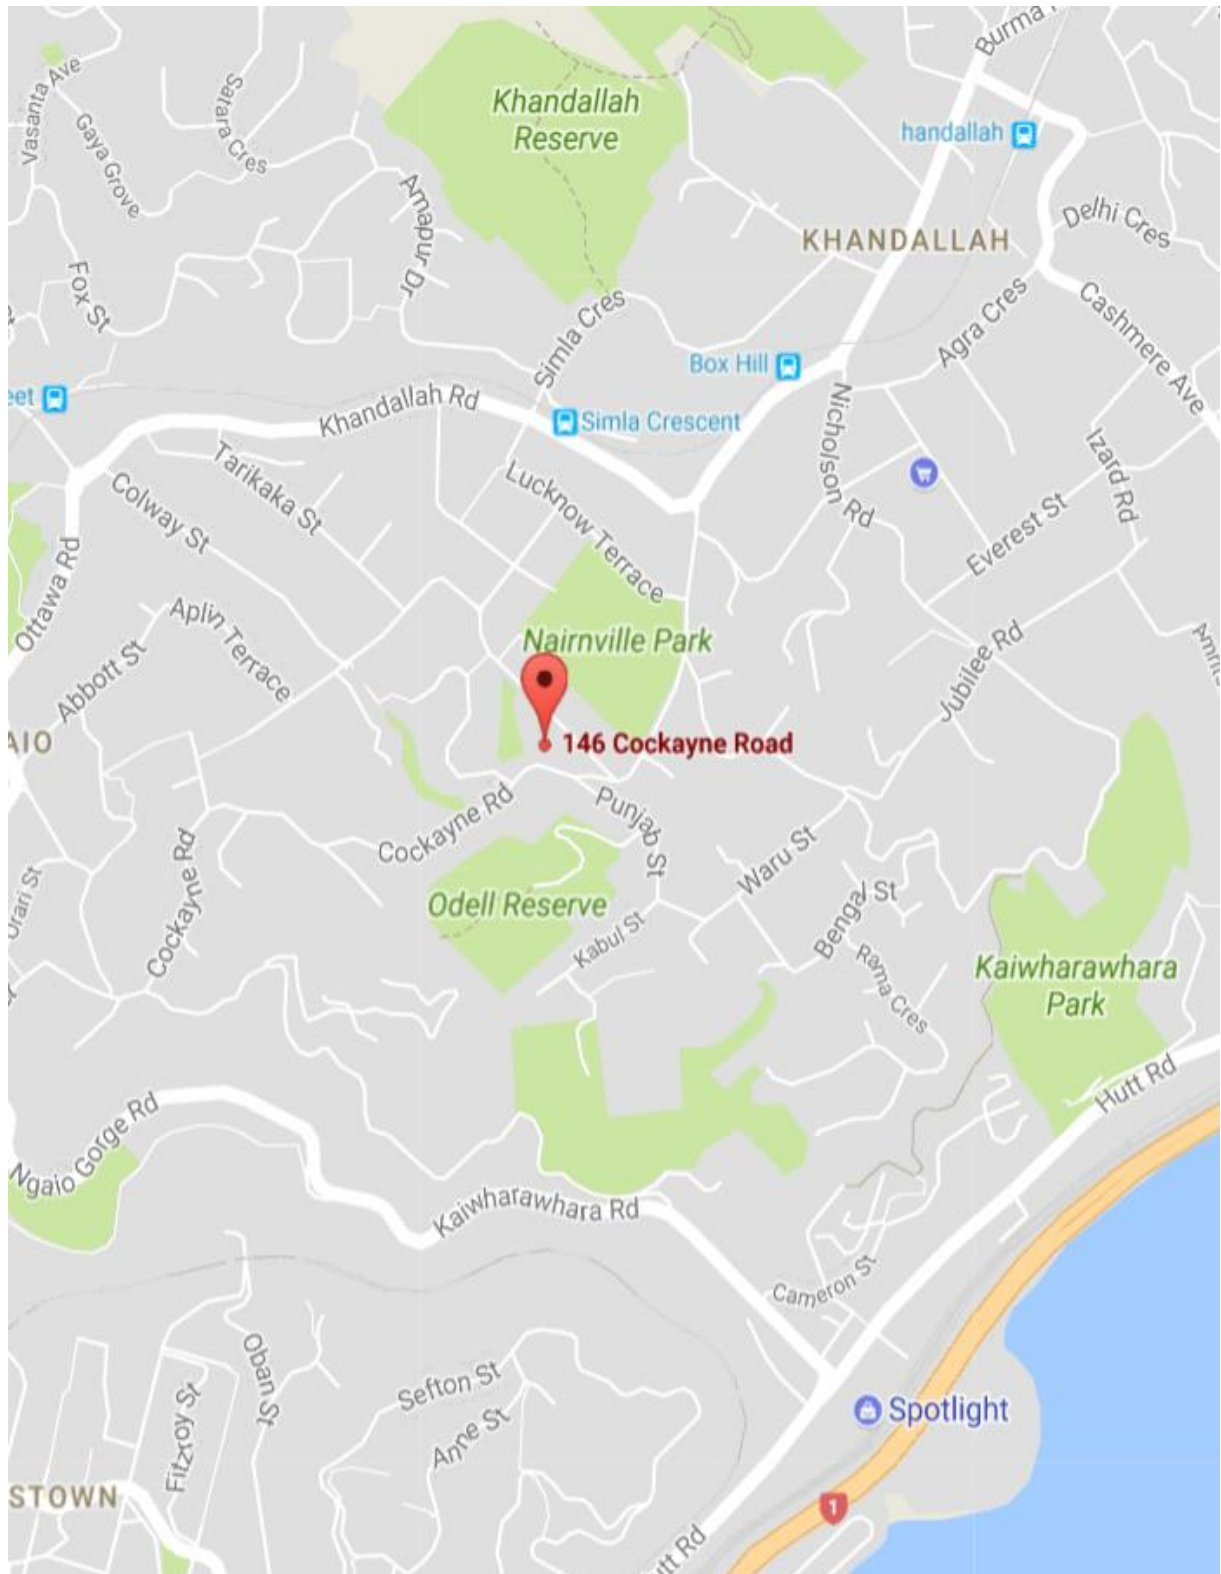 Burma
Vasanta Ave
Satara Cres
Gaya Grove
Khandallah
Reserve
handallah
KHANDALLAH
Delhi Cres
Amapur Dr
Fox St
Simla Cres
Agra Cres
Cashmere Ave
Box Hill
eet
Khandallah Rd
Simla Crescent
Nicholson Rd
Tarikaka St
Colway St
Lucknow Terrace
Izard Rd
Everest St
Ottawa Rd
Aplin Terrace
Abbott St
Nairnville Park
Jubilee Rd
Amrits
AIO
146 Cockayne Road
Cockayne Rd
Punjab St
Waru St
Cockayne Rd
Odell Reserve
Bengal St
orari St
Kabul St
Rama Cres
Kaiwharawhara
Park
Hutt Rd
Ngaio Gorge Rd
Kaiwharawhara Rd
Cameron St
Oban St
Sefton St
Fitzroy St
Anne St
Spotlight
STOWN
1
utt Rd